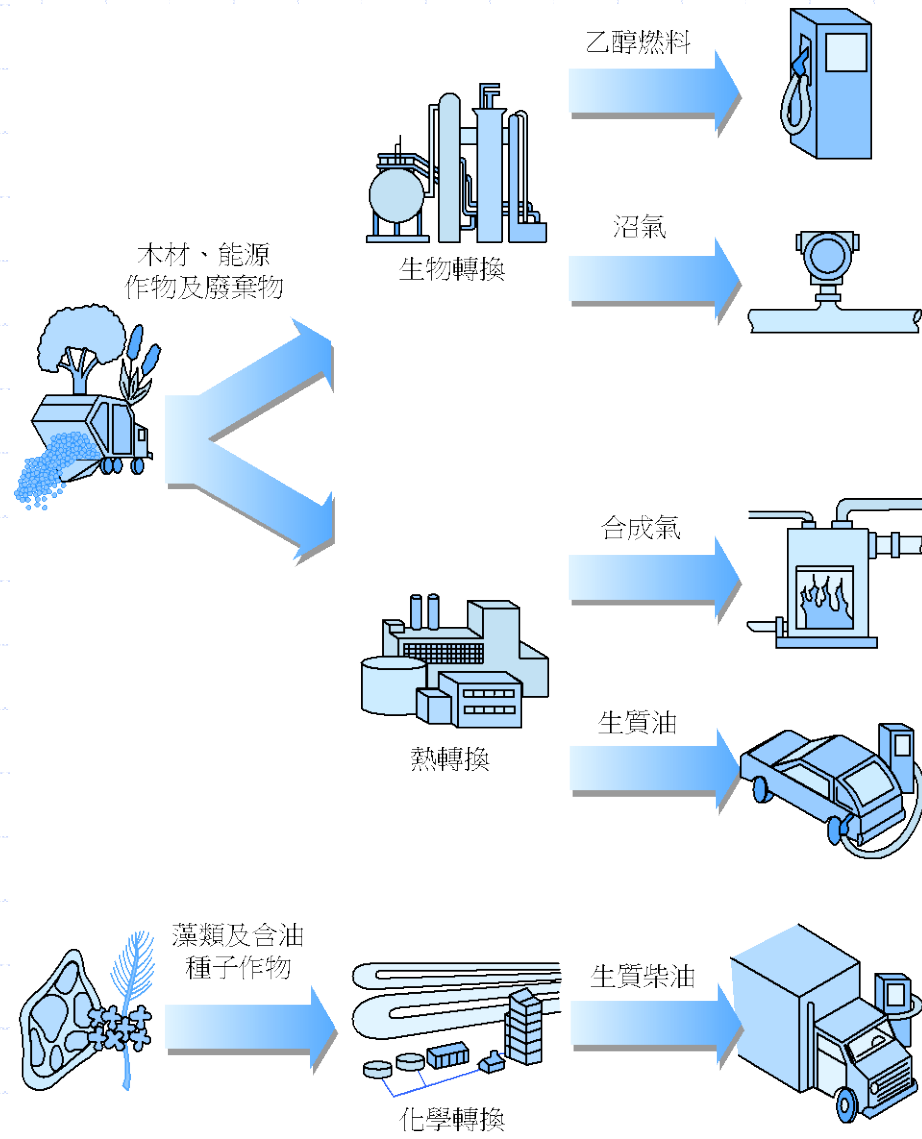 乙醇燃料
沼氣
木材、能源
作物及廢棄物
生物轉換
合成氣
生質油
熱轉換
藻類及含油
種子作物
生質柴油
化學轉換